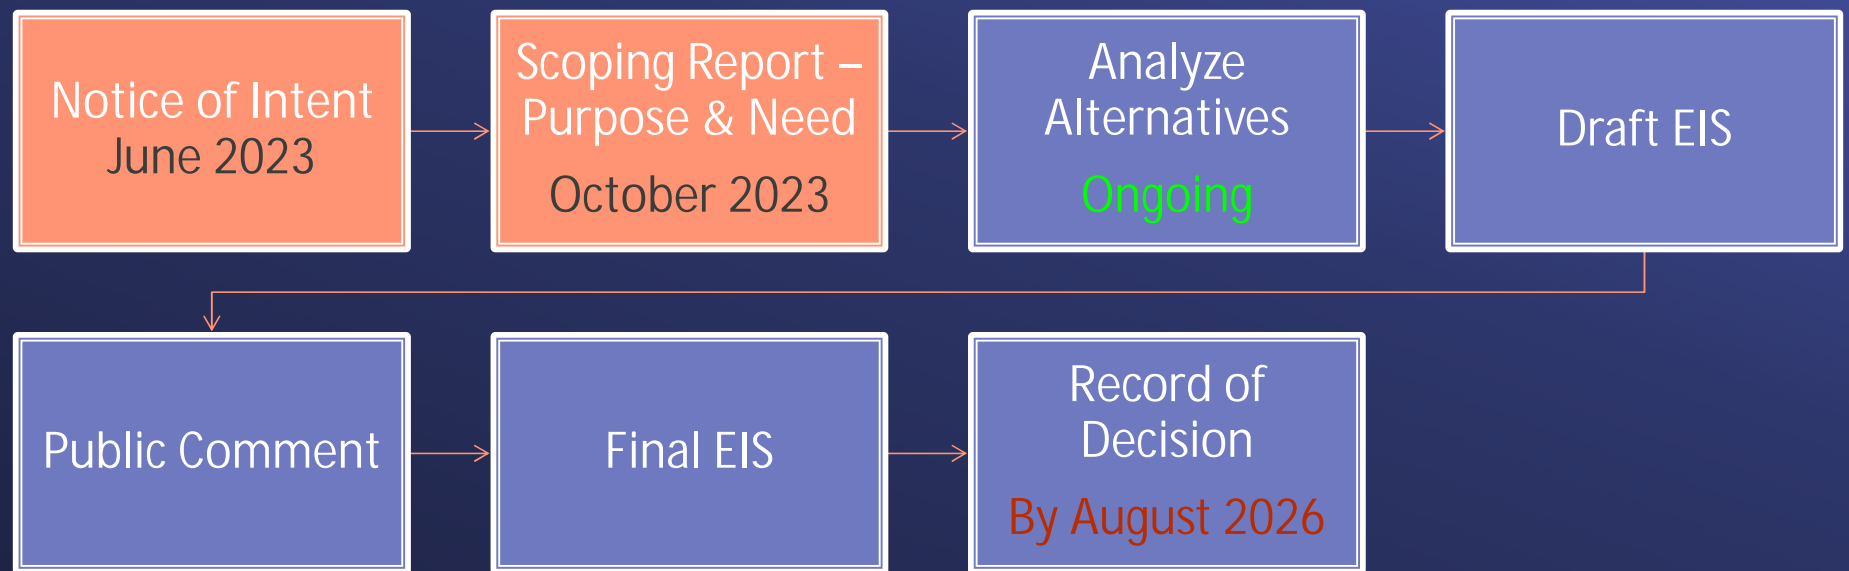 Notice of Intent
June 2023
Scoping Report –
Purpose & Need
October 2023
Analyze
Alternatives
Ongoing
Draft EIS
Public Comment
Final EIS
Record of
Decision
By August 2026